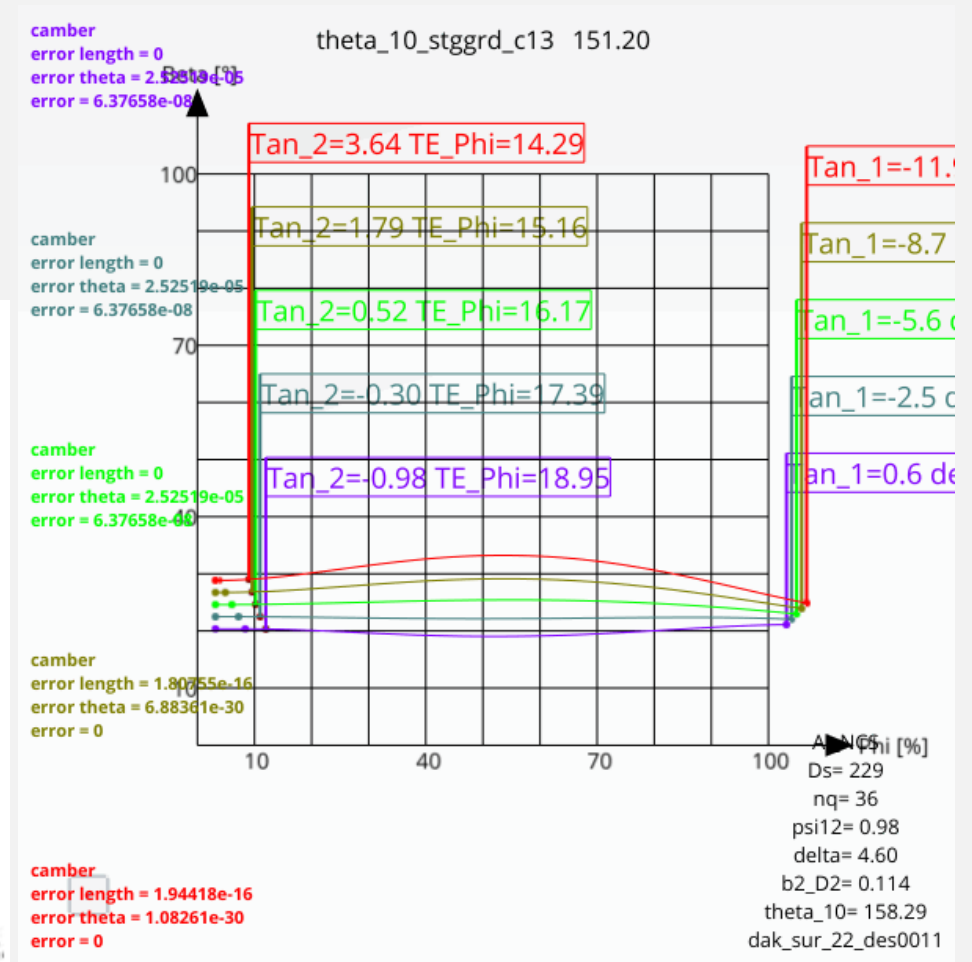 camber
error length = 0
error theta = 2.52519e-05
error = 6.37658e-08
theta_10_stggrd_c13 151.20
Beta [°]
Tan_2=3.64 TE_Phi=14.29
Tan_1=-11.9
100
Tan_2=1.79 TE_Phi=15.16
Tan_1=-8.7
camber
error length = 0
error theta = 2.52519e-05
error = 6.37658e-08
Tan_2=0.52 TE_Phi=16.17
Tan_1=-5.6 d
70
Tan_2=-0.30 TE_Phi=17.39
Tan_1=-2.5 d
camber
error length = 0
error theta = 2.52519e-05
error = 6.37658e-08
Tan_2=-0.98 TE_Phi=18.95
Tan_1=0.6 de
40
camber
error length = 1.80755e-16
error theta = 6.88361e-30
error = 0
10
10 40 70 100
Phi [%]
Ds= 229
nq= 36
psi12= 0.98
delta= 4.60
b2_D2= 0.114
theta_10= 158.29
dak_sur_22_des0011
camber
error length = 1.94418e-16
error theta = 1.08261e-30
error = 0